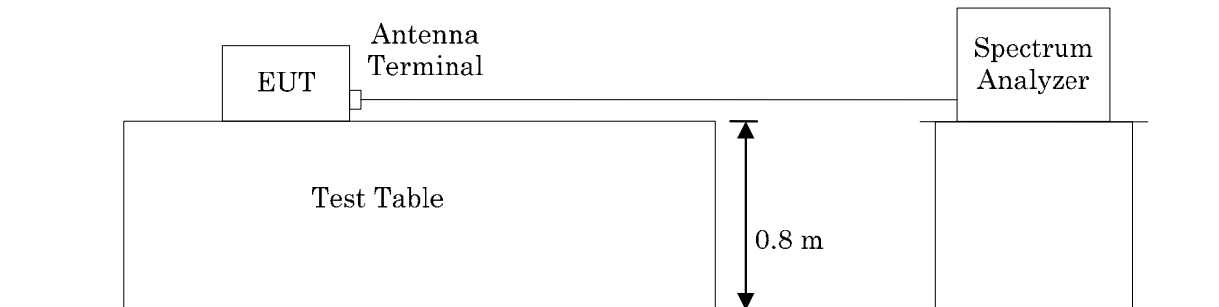 Antenna
Terminal
EUT
Spectrum
Analyzer
Test Table
0.8 m